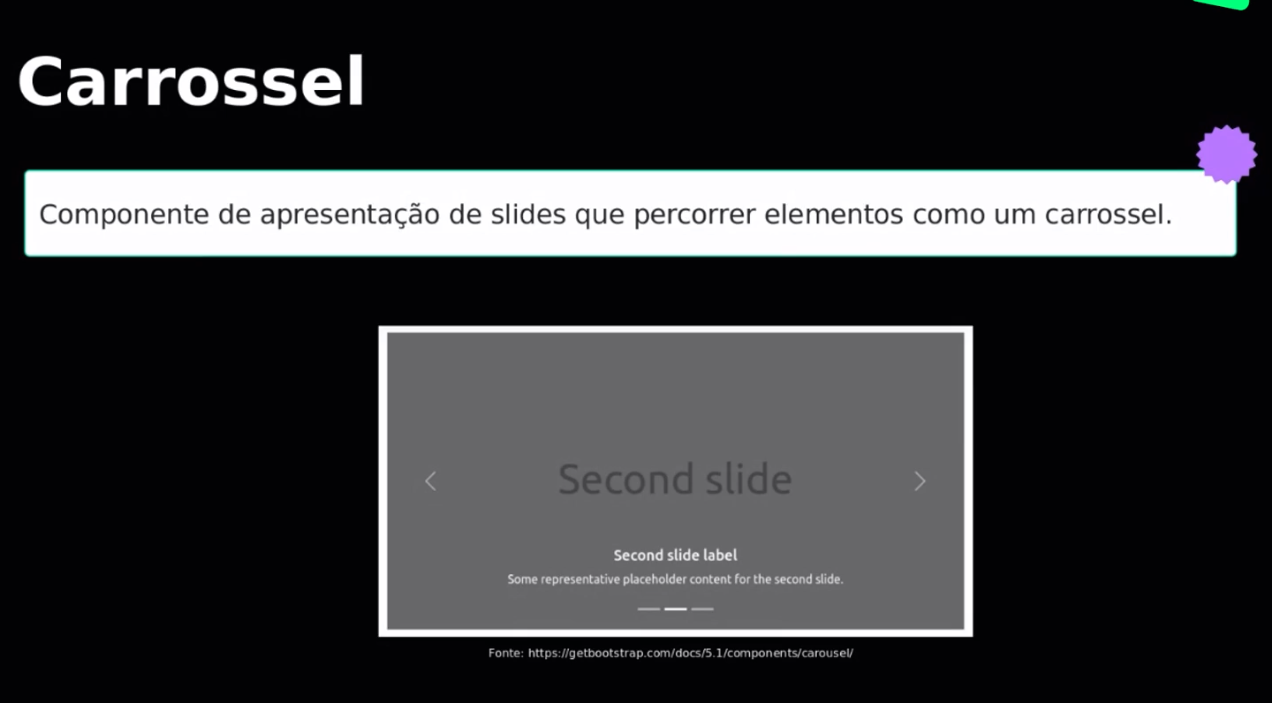 Carrossel
Componente de apresentação de slides que percorrer elementos como um carrossel.
Second slide
Second slide label
Some representative placeholder content for the second slide.
Fonte: https://getbootstrap.com/docs/5.1/components/carousel/